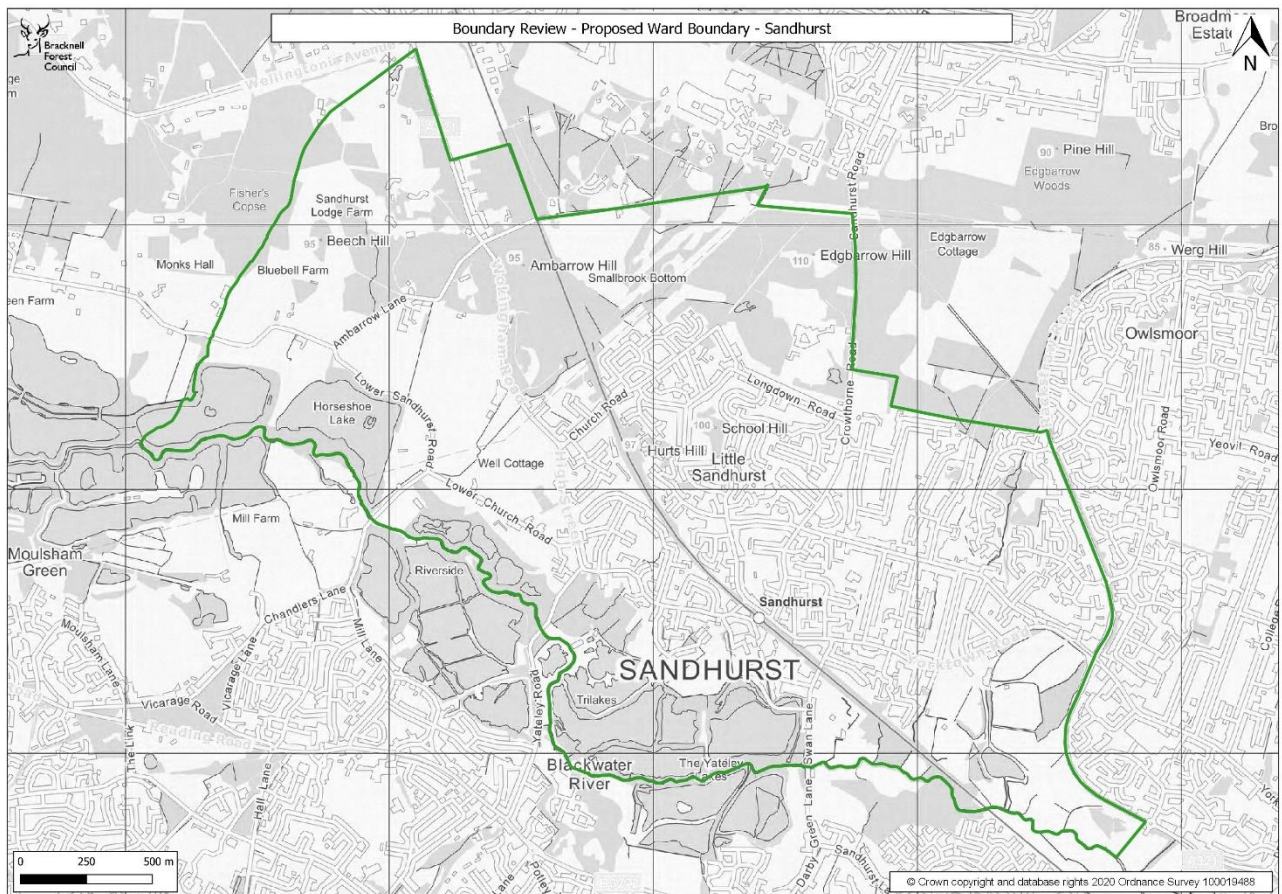 Boundary Review - Proposed Ward Boundary - Sandhurst
Bracknell
Forest
Council
N
Wellingtonia Avenue
Sandhurst Road
90
Pine Hill
Edgbarrow
Woods
Fisher's
Copse
Sandhurst
Lodge Farm
95
Beech Hill
Monks Hall
Bluebell Farm
95
Ambarrow Hill
Smallbrook Bottom
110
Edgbarrow Hill
Edgbarrow
Cottage
85
Werg Hill
Ambarrow Lane
Owlsmoor
Lower Sandhurst Road
Horseshoe
Lake
Church Road
Longdown Road
Crowthorne Road
100
School Hill
97
Hurts Hill
Little
Sandhurst
Owlsmoor Road
Yeovil Road
Well Cottage
Lower Church Road
Mill Farm
Moulsham
Green
Riverside
Chandlers Lane
Mill Lane
Moulsham Lane
Vicarage Lane
Vicarage Road
Reading Road
The Link
Hall Lane
Sandhurst
SANDHURST
Yateley Road
Trilakes
Swan Lane
Blackwater
River
The Yateley
Lakes
Darby Green Lane
0 250 500 m
© Crown copyright and database rights 2020 Ordnance Survey 100019488